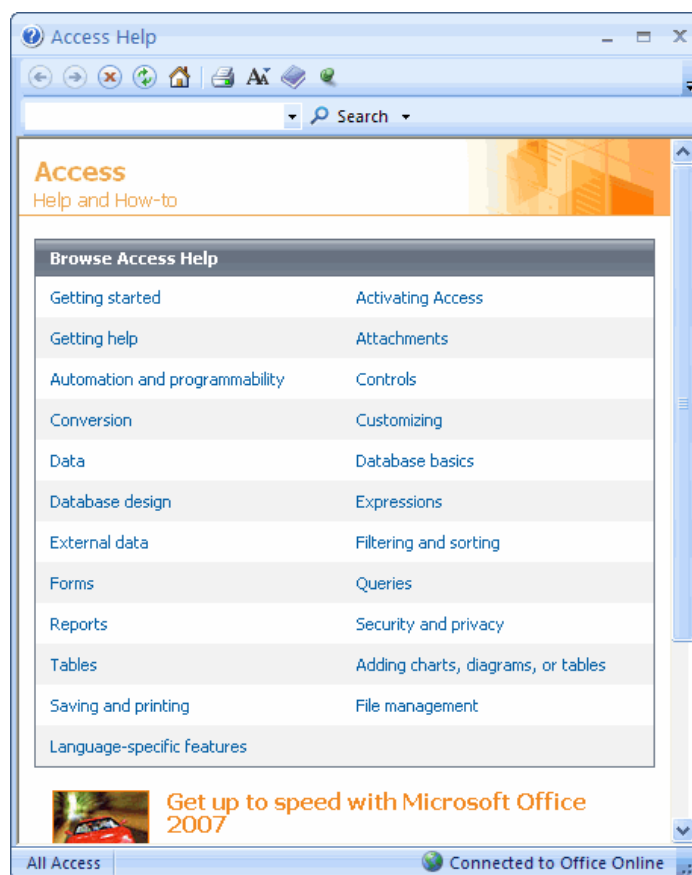 Access Help
Search
Access
Help and How-to
Browse Access Help
Getting started Activating Access
Getting help Attachments
Automation and programmability Controls
Conversion Customizing
Data Database basics
Database design Expressions
External data Filtering and sorting
Forms Queries
Reports Security and privacy
Tables Adding charts, diagrams, or tables
Saving and printing File management
Language-specific features
Get up to speed with Microsoft Office
2007
All Access Connected to Office Online